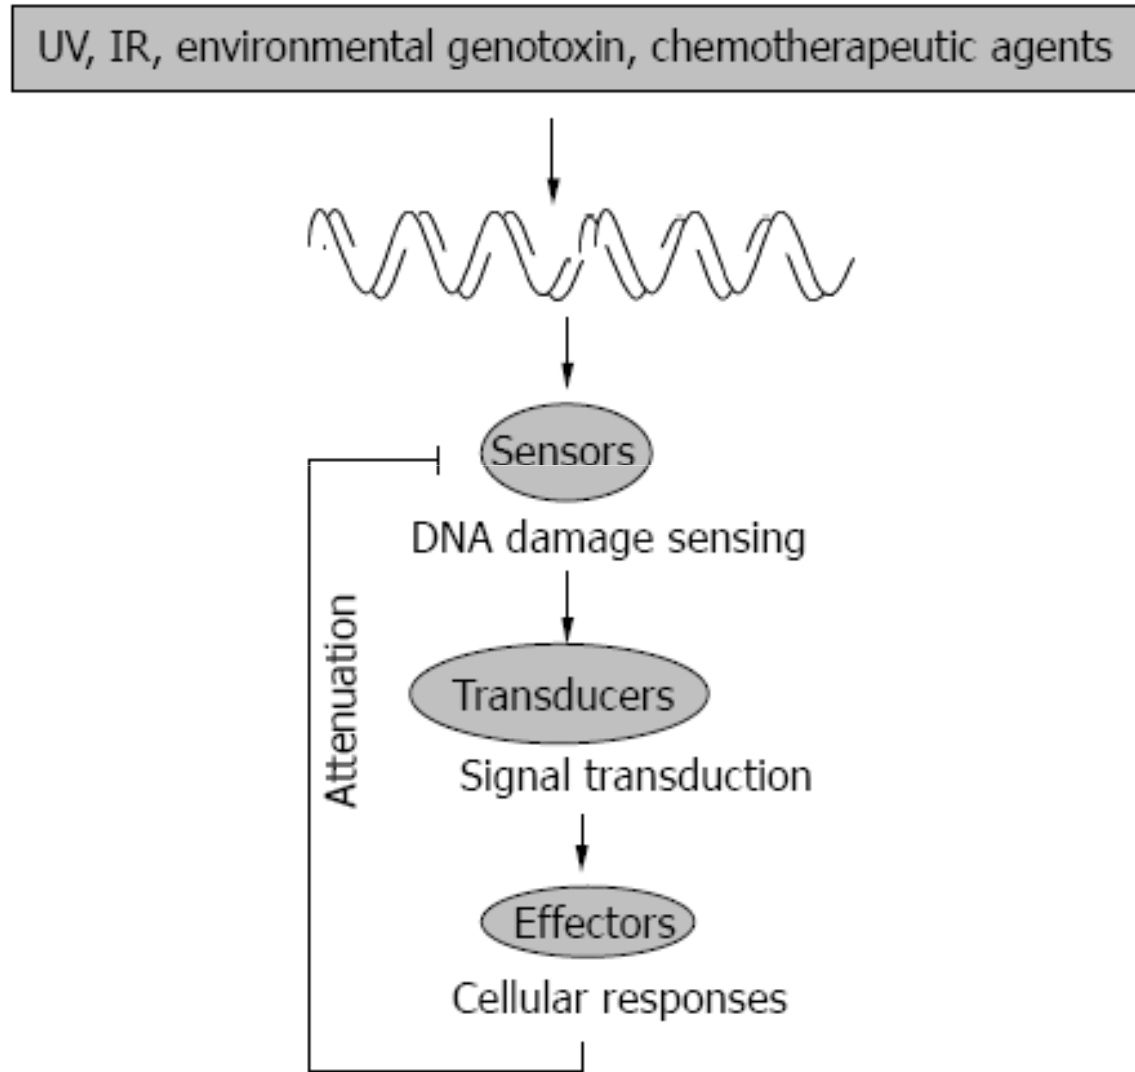 UV, IR, environmental genotoxin, chemotherapeutic agents
Sensors
DNA damage sensing
Attenuation
Transducers
Signal transduction
Effectors
Cellular responses